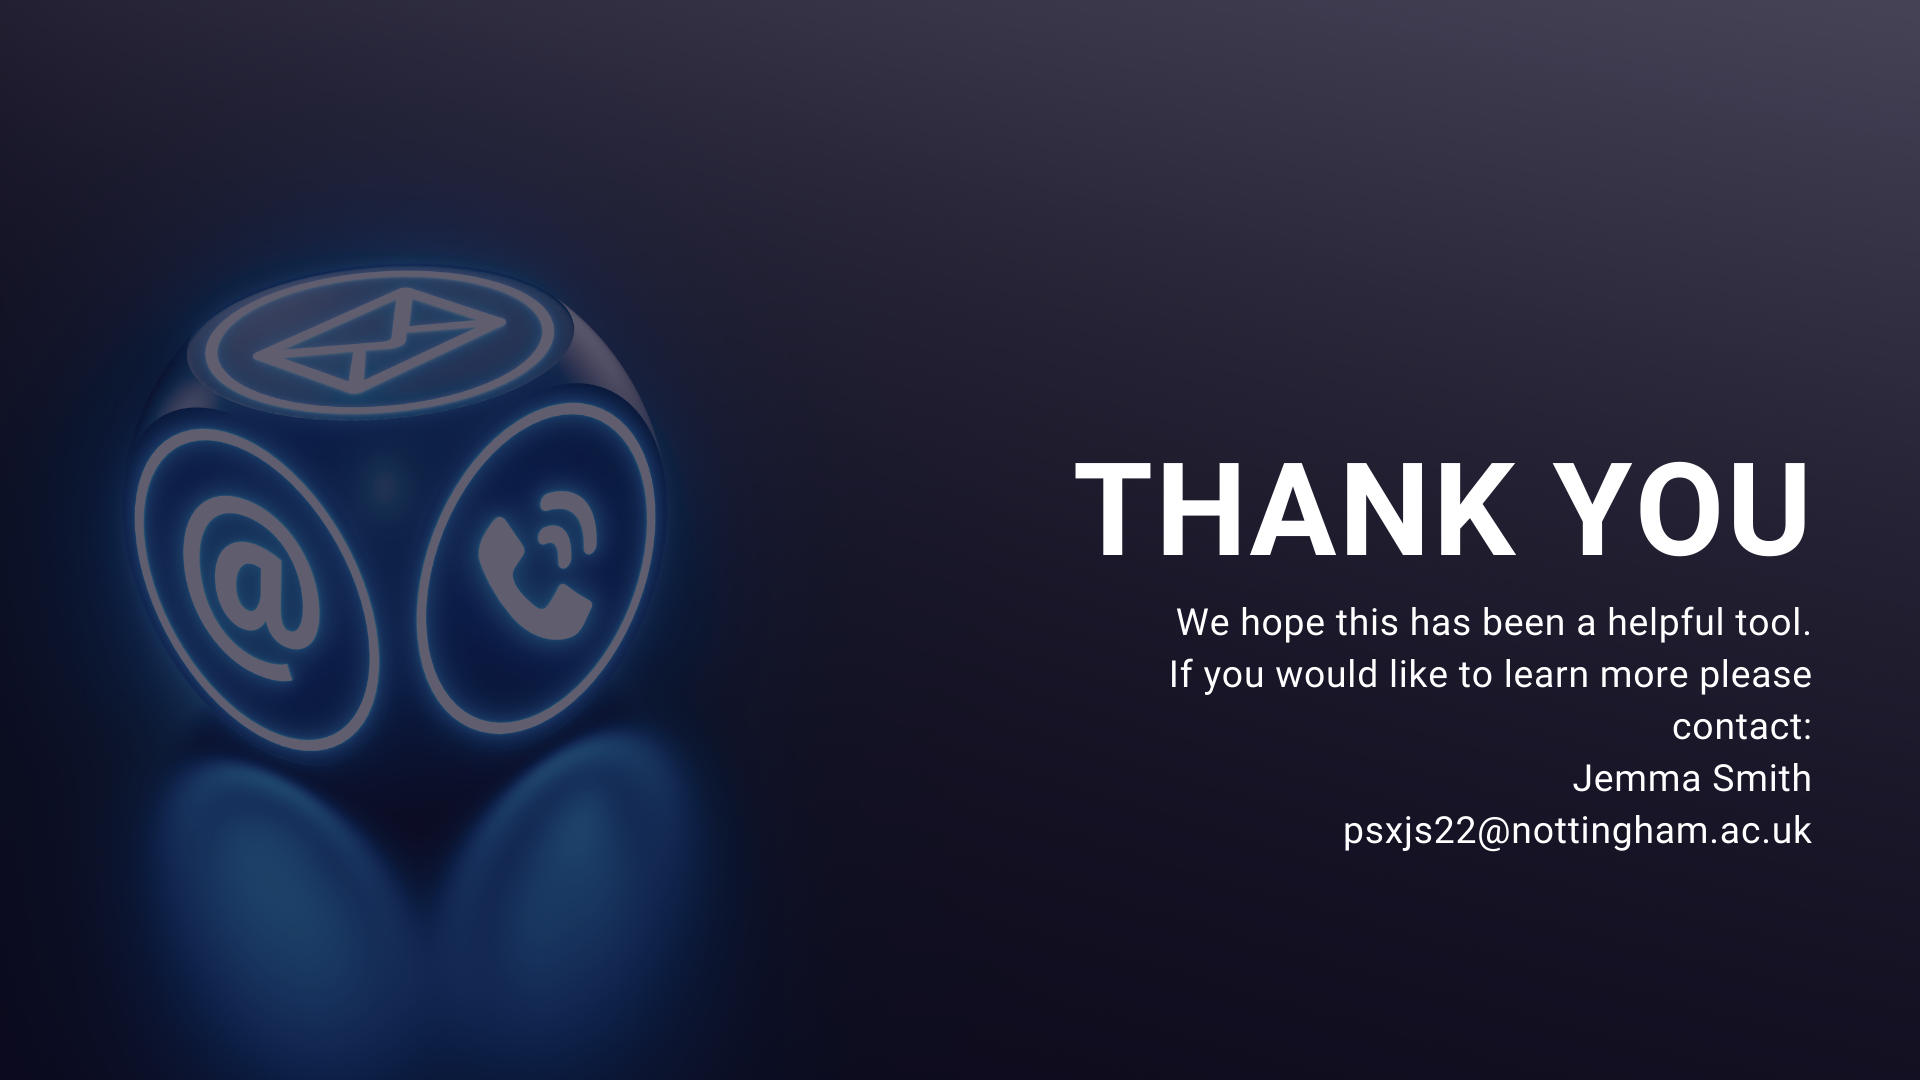 THANK YOU
We hope this has been a helpful tool.
If you would like to learn more please
contact:
Jemma Smith
psxjs22@nottingham.ac.uk
@